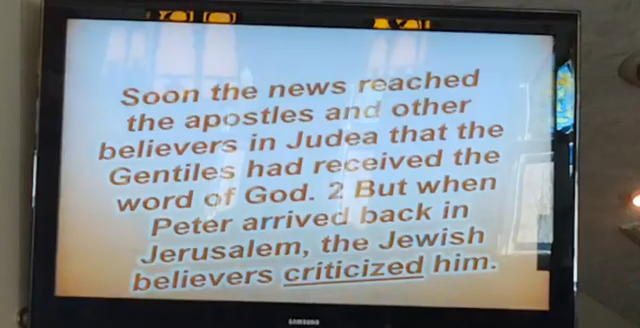 Soon the news reached
the apostles and other
believers in Judea that the
Gentiles had received the
word of God. 2 But when
Peter arrived back in
Jerusalem, the Jewish
believers criticized him.
SAMSUNG